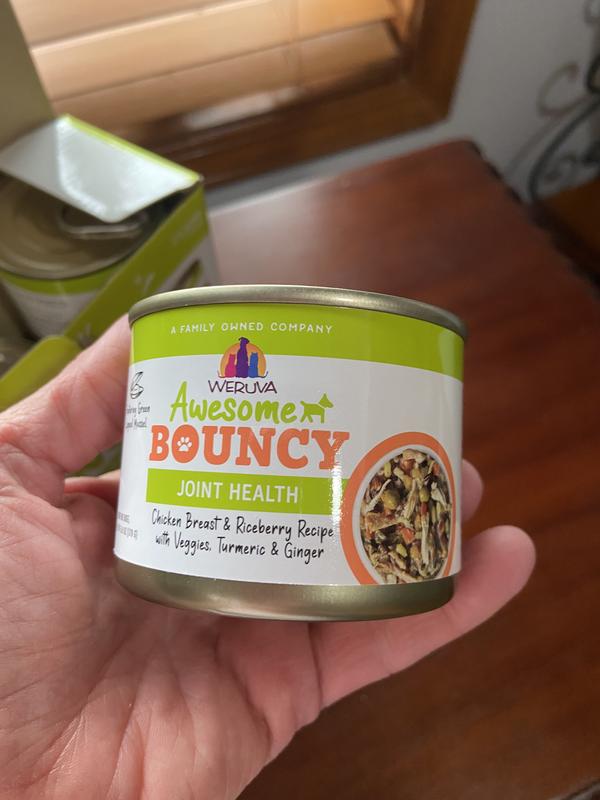 A FAMILY OWNED COMPANY
WERUVA
Awesome
BOUNCY
JOINT HEALTH
Chicken Breast & Riceberry Recipe
with Veggies, Turmeric & Ginger